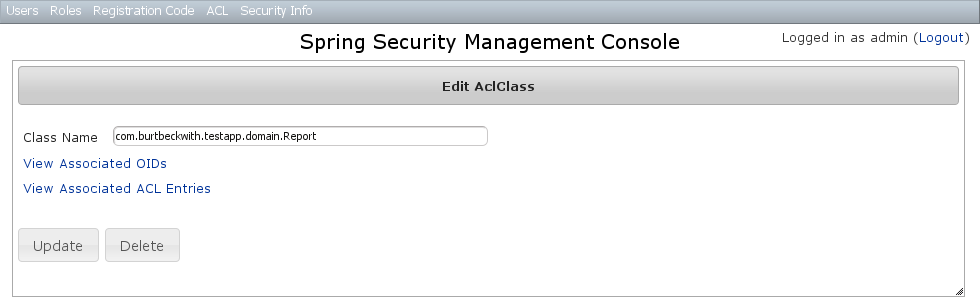 Users Roles Registration Code ACL Security Info
Spring Security Management Console
Logged in as admin (Logout)
Edit AclClass
Class Name com.burtbeckwith.testapp.domain.Report
View Associated OIDs
View Associated ACL Entries
Update Delete